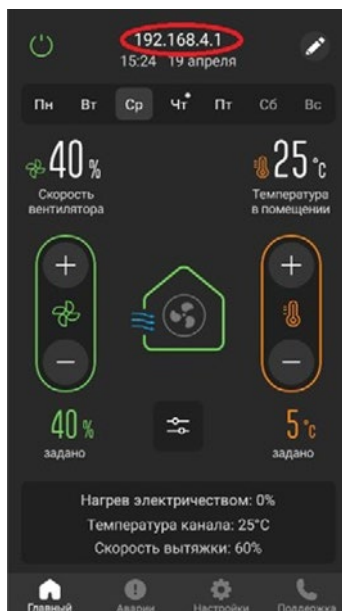 192.168.4.1
15:24 19 апреля
Пн Вт Ср Чт Пт Сб Вс
40 % 25 °c
Скорость вентилятора
Температура в помещении
40 % 5 °c
задано задано
Нагрев электричеством: 0%
Температура канала: 25°C
Скорость вытяжки: 60%
Главный Аварии Настройки Поддержка